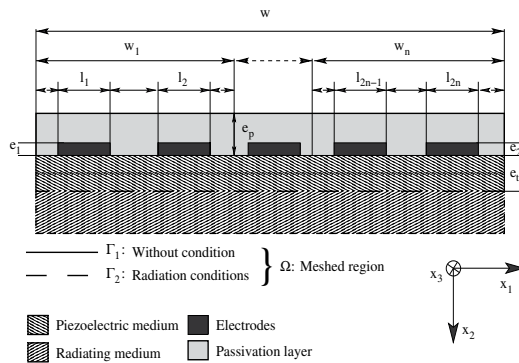 w
w1 wn
l1 l2 l2n−1 l2n
e1 ep e
et
Γ1: Without condition
Γ2: Radiation conditions
} Ω: Meshed region
x3 x1
x2
Piezoelectric medium Electrodes
Radiating medium Passivation layer